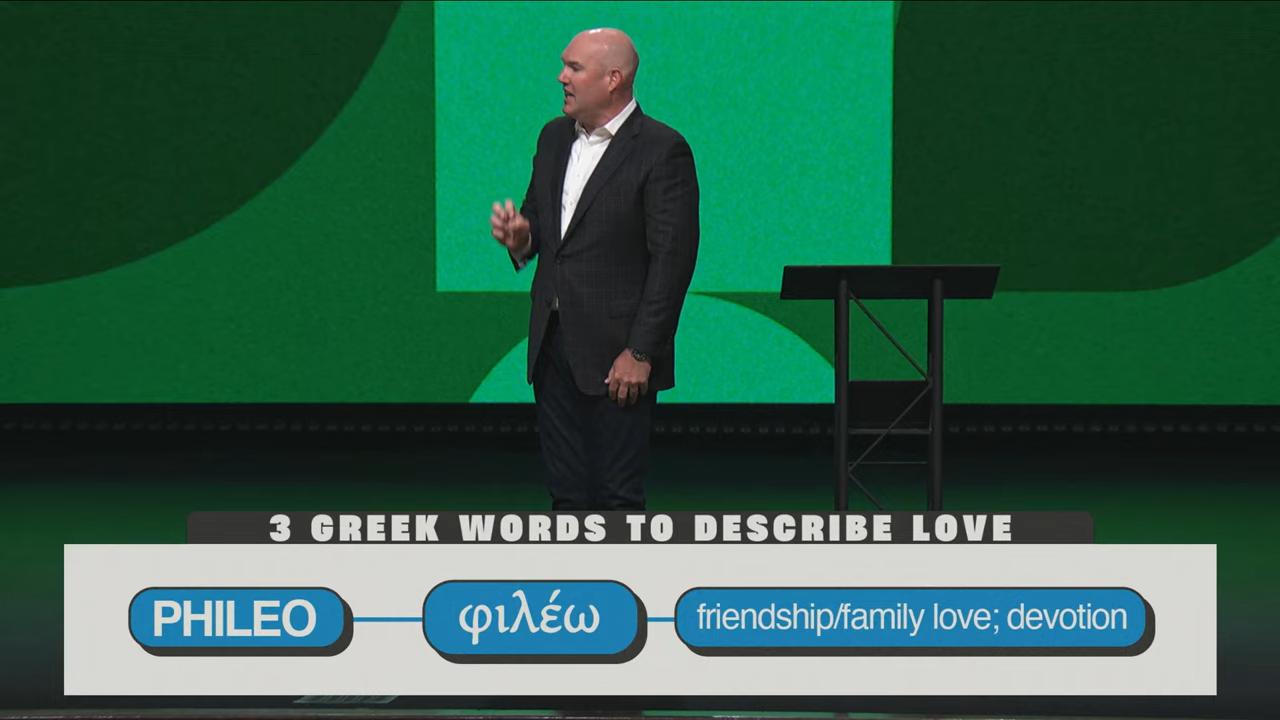 3 GREEK WORDS TO DESCRIBE LOVE
PHILEO
φιλέω
friendship/family love; devotion